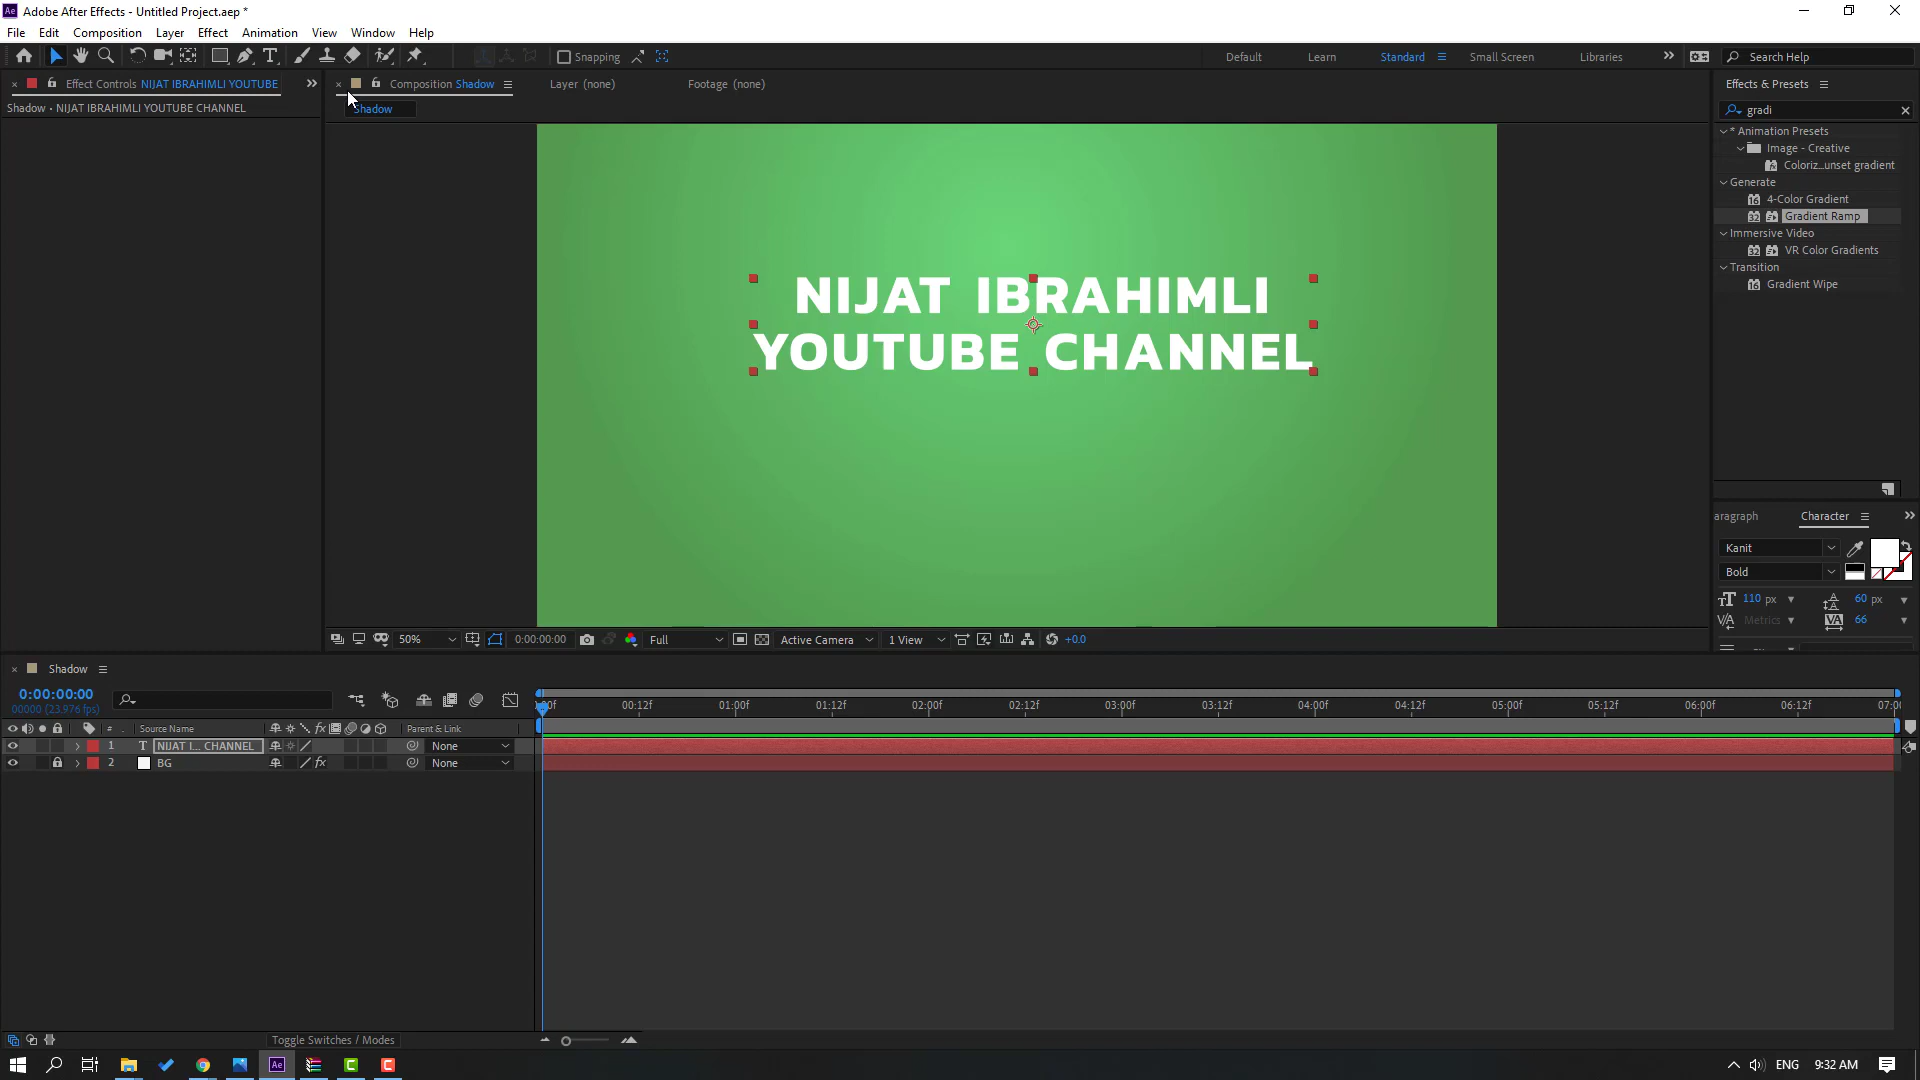 Adobe After Effects - Untitled Project.aep *
File Edit Composition Layer Effect Animation View Window Help
Snapping Default Learn Standard Small Screen Libraries Search Help
Effect Controls NIJAT IBRAHIMLI YOUTUBE
Composition Shadow Layer (none) Footage (none)
Effects & Presets
Shadow • NIJAT IBRAHIMLI YOUTUBE CHANNEL
Shadow
gradi
* Animation Presets
Image - Creative
Coloriz...unset gradient
Generate
4-Color Gradient
Gradient Ramp
Immersive Video
VR Color Gradients
Transition
Gradient Wipe
NIJAT IBRAHIMLI
YOUTUBE CHANNEL
aragraph Character
Kanit
Bold
110 px 60 px
Metrics 66
50% 0:00:00:00 Full Active Camera 1 View +0.0
Shadow
0:00:00:00
00000 (23.976 fps)
00f 00:12f 01:00f 01:12f 02:00f 02:12f 03:00f 03:12f 04:00f 04:12f 05:00f 05:12f 06:00f 06:12f 07:00
# . Source Name fx Parent & Link
1 T NIJAT I... CHANNEL None
2 BG fx None
Toggle Switches / Modes
Ae ENG 9:32 AM